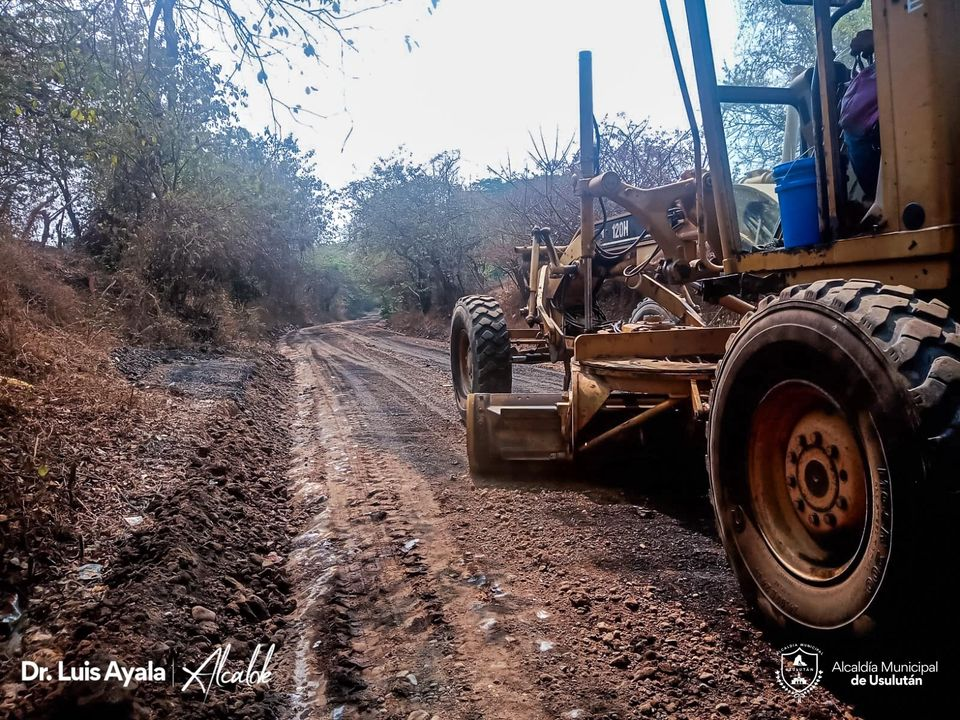 120H
Dr. Luis Ayala
Alcalde
Alcaldía Municipal
de Usulután